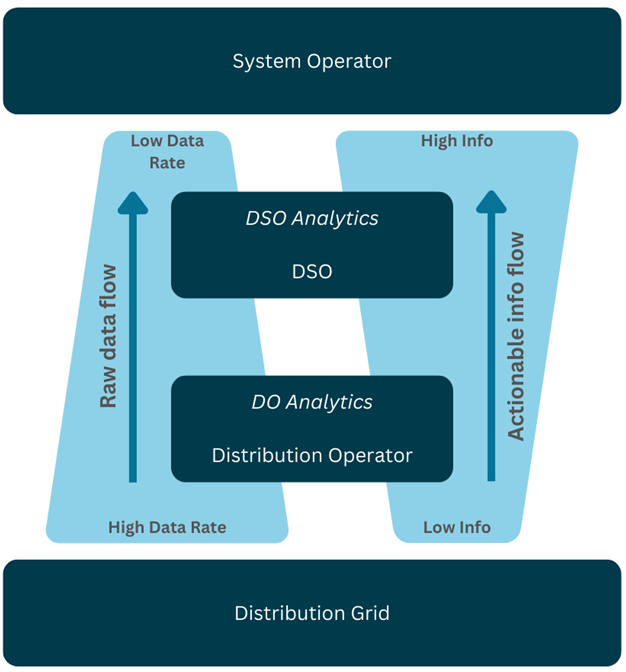 System Operator
Low Data
Rate
High Info
DSO Analytics
DSO
Raw data flow
Actionable info flow
DO Analytics
Distribution Operator
High Data Rate
Low Info
Distribution Grid